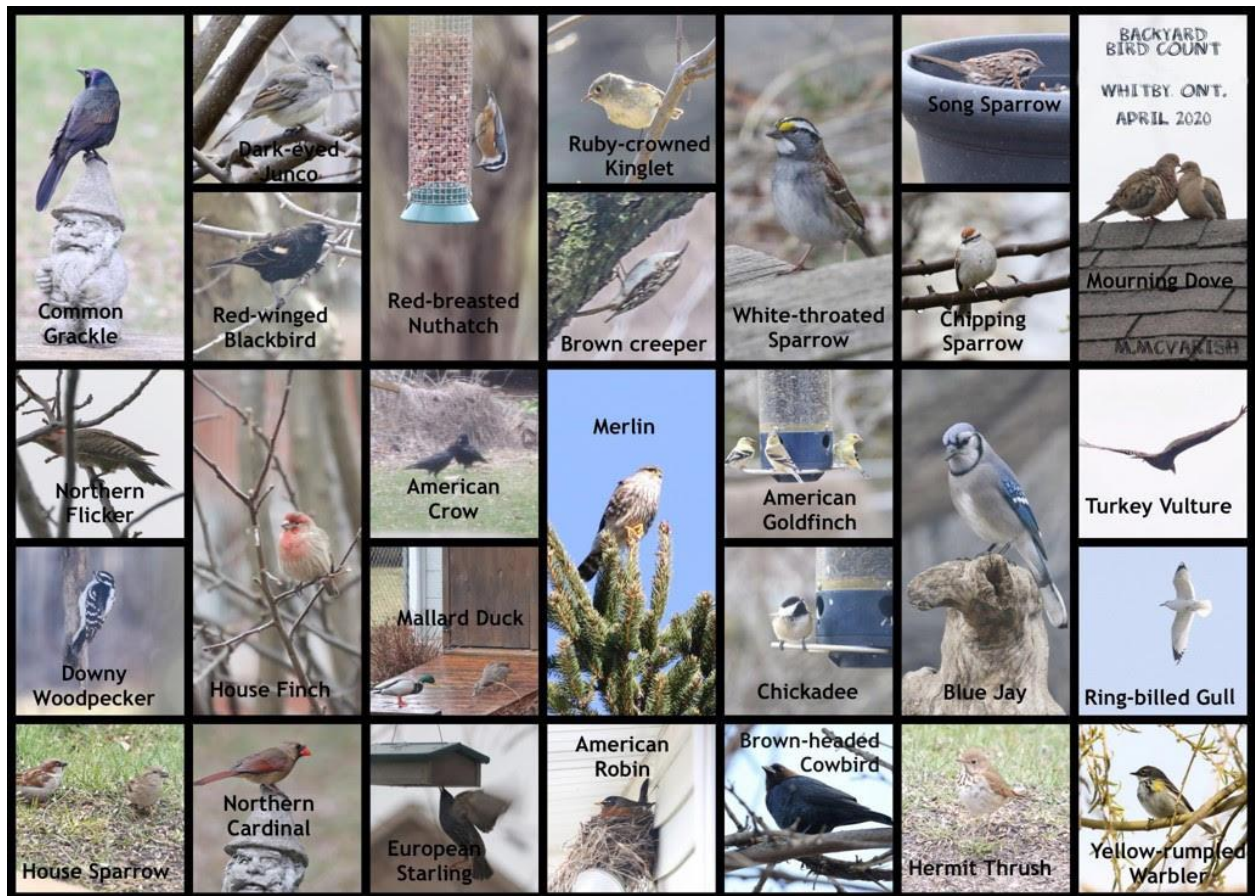 Common
Grackle
Dark-eyed
Junco
Red-winged
Blackbird
Red-breasted
Nuthatch
Ruby-crowned
Kinglet
Brown creeper
White-throated
Sparrow
Song Sparrow
Chipping
Sparrow
BACKYARD
BIRD COUNT
WHITBY ONT.
APRIL 2020
Mourning Dove
M.MCVARISH
Northern
Flicker
Downy
Woodpecker
House Finch
American
Crow
Mallard Duck
Merlin
American
Goldfinch
Chickadee
Blue Jay
Turkey Vulture
Ring-billed Gull
House Sparrow
Northern
Cardinal
European
Starling
American
Robin
Brown-headed
Cowbird
Hermit Thrush
Yellow-rumpled
Warbler